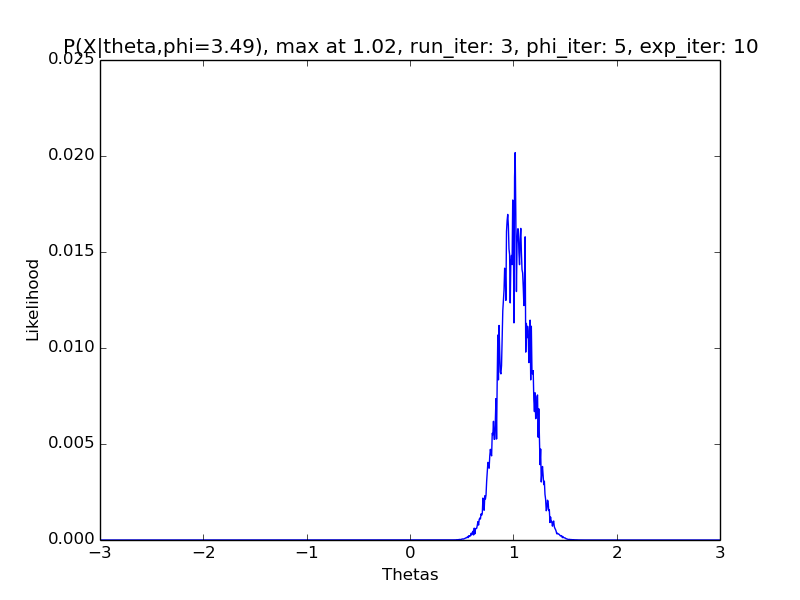 P(X|theta,phi=3.49), max at 1.02, run_iter: 3, phi_iter: 5, exp_iter: 10
0.025
0.020
0.015
0.010
0.005
0.000
Likelihood
−3 −2 −1 0 1 2 3
Thetas